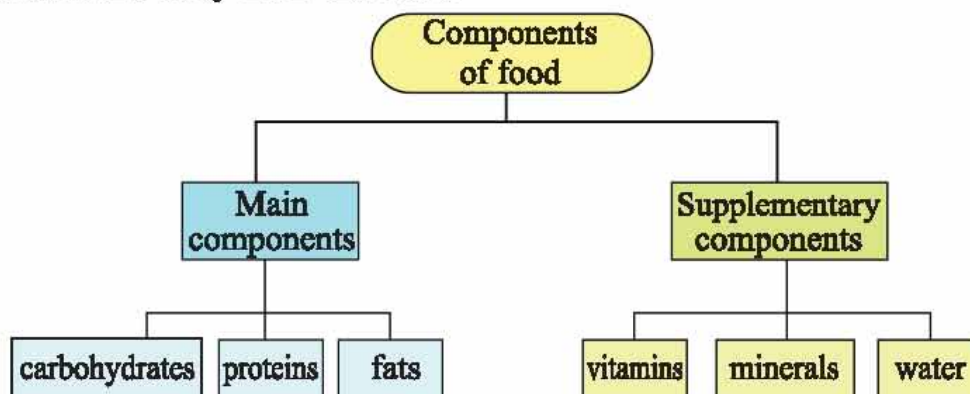 Components
of food
Main
components
Supplementary
components
carbohydrates
proteins
fats
vitamins
minerals
water